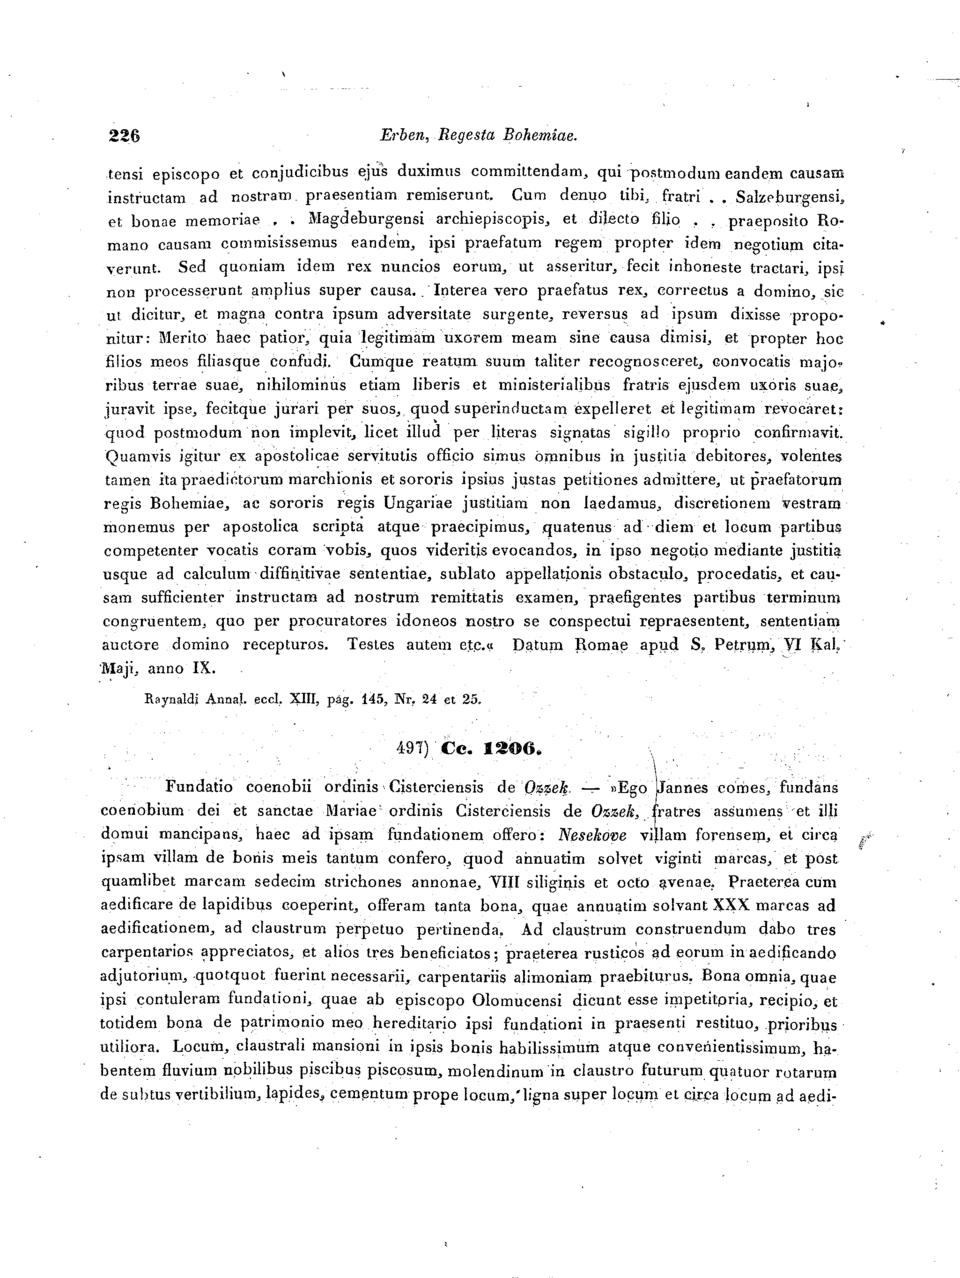 226 Erben, Regesta Bohemiae.
tensi episcopo et conjudicibus ejus duximus committendam, qui postmodum eandem causam
instructam ad nostram praesentiam remiserunt. Cum denuo tibi, fratri . . Salzeburgensi,
et bonae memoriae . . Magdeburgensi archiepiscopis, et dilecto filio . . praeposito Ro-
mano causam commisissemus eandem, ipsi praefatum regem propter idem negotium cita-
verunt. Sed quoniam idem rex nuncios eorum, ut asseritur, fecit inhoneste tractari, ipsi
non processerunt amplius super causa. Interea vero praefatus rex, correctus a domino, sic
ut dicitur, et magna contra ipsum adversitate surgente, reversus ad ipsum dixisse propo-
nitur: Merito haec patior, quia legitimam uxorem meam sine causa dimisi, et propter hoc
filios meos filiasque confudi. Cumque reatum suum taliter recognosceret, convocatis majo-
ribus terrae suae, nihilominus etiam liberis et ministerialibus fratris ejusdem uxoris suae,
juravit ipse, fecitque jurari per suos, quod superinductam expelleret et legitimam revocaret:
quod postmodum non implevit, licet illud per literas signatas sigillo proprio confirmavit.
Quamvis igitur ex apostolicae servitutis officio simus omnibus in justitia debitores, volentes
tamen ita praedictorum marchionis et sororis ipsius justas petitiones admittere, ut praefatorum
regis Bohemiae, ac sororis regis Ungariae justitiam non laedamus, discretionem vestram
monemus per apostolica scripta atque praecipimus, quatenus ad diem et locum partibus
competenter vocatis coram vobis, quos videritis evocandos, in ipso negotio mediante justitia
usque ad calculum diffinitivae sententiae, sublato appellationis obstaculo, procedatis, et cau-
sam sufficienter instructam ad nostrum remittatis examen, praefigentes partibus terminum
congruentem, quo per procuratores idoneos nostro se conspectui repraesentent, sententiam
auctore domino recepturos. Testes autem etc.« Datum Romae apud S. Petrum, VI Kal.
Maji, anno IX.
Raynaldi Annal. eccl. XIII, pag. 145, Nr. 24 et 25.
497) Cc. 1206.
Fundatio coenobii ordinis Cisterciensis de Ozzek. — »Ego Jannes comes, fundans
coenobium dei et sanctae Mariae ordinis Cisterciensis de Ozzek, fratres assumens et illi
domui mancipans, haec ad ipsam fundationem offero: Nesekove villam forensem, et circa
ipsam villam de bonis meis tantum confero, quod annuatim solvet viginti marcas, et post
quamlibet marcam sedecim strichones annonae, VIII siliginis et octo avenae. Praeterea cum
aedificare de lapidibus coeperint, offeram tanta bona, quae annuatim solvant XXX marcas ad
aedificationem, ad claustrum perpetuo pertinenda. Ad claustrum construendum dabo tres
carpentarios appreciatos, et alios tres beneficiatos; praeterea rusticos ad eorum in aedificando
adjutorium, quotquot fuerint necessarii, carpentariis alimoniam praebiturus. Bona omnia, quae
ipsi contuleram fundationi, quae ab episcopo Olomucensi dicunt esse impetitoria, recipio, et
totidem bona de patrimonio meo hereditario ipsi fundationi in praesenti restituo, prioribus
utiliora. Locum, claustrali mansioni in ipsis bonis habilissimum atque convenientissimum, ha-
bentem fluvium nobilibus piscibus piscosum, molendinum in claustro futurum quatuor rotarum
de subtus vertibilium, lapides, cementum prope locum, ligna super locum et circa locum ad aedi-